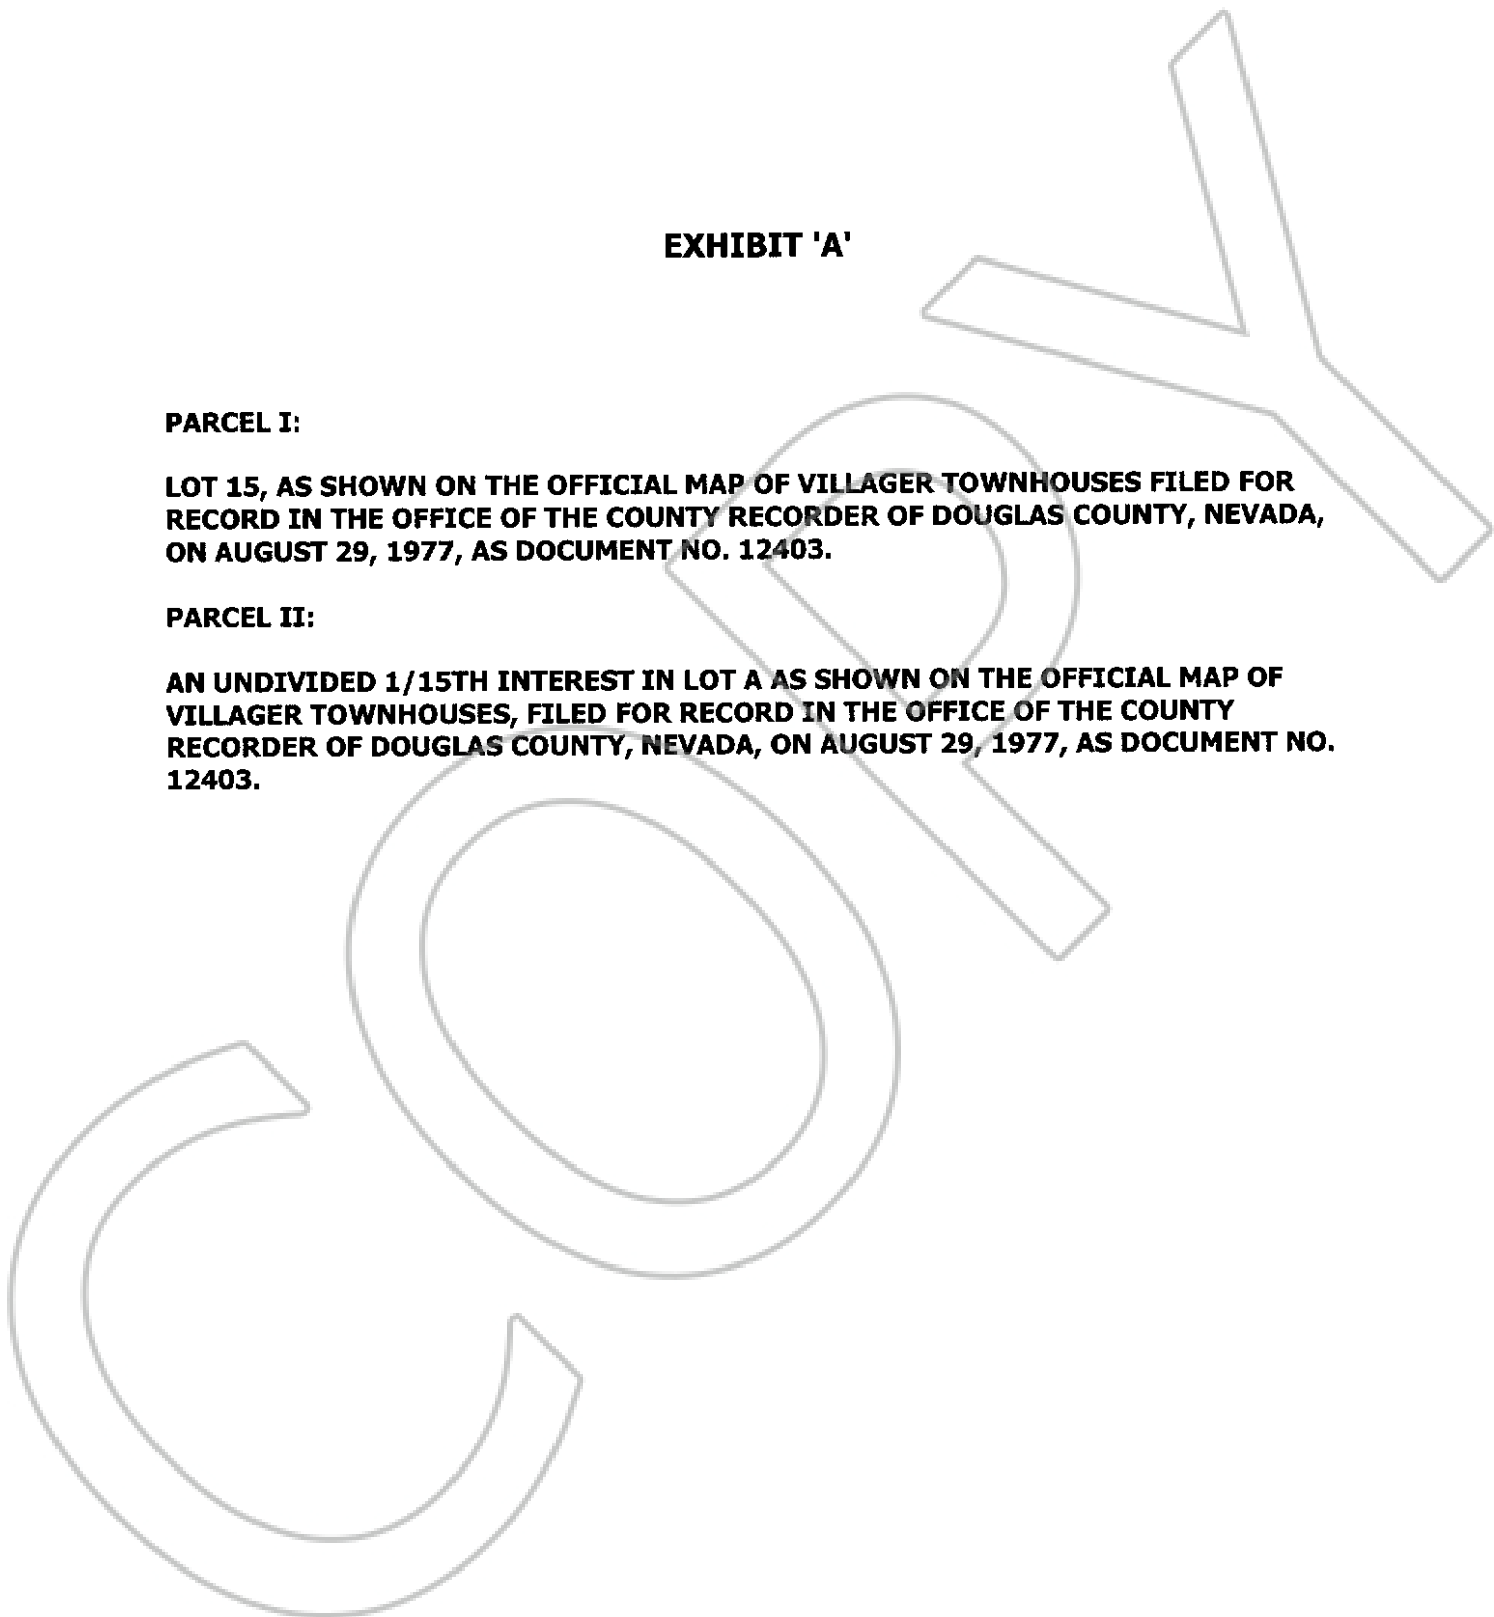 EXHIBIT 'A'
PARCEL I:
LOT 15, AS SHOWN ON THE OFFICIAL MAP OF VILLAGER TOWNHOUSES FILED FOR
RECORD IN THE OFFICE OF THE COUNTY RECORDER OF DOUGLAS COUNTY, NEVADA,
ON AUGUST 29, 1977, AS DOCUMENT NO. 12403.
PARCEL II:
AN UNDIVIDED 1/15TH INTEREST IN LOT A AS SHOWN ON THE OFFICIAL MAP OF
VILLAGER TOWNHOUSES, FILED FOR RECORD IN THE OFFICE OF THE COUNTY
RECORDER OF DOUGLAS COUNTY, NEVADA, ON AUGUST 29, 1977, AS DOCUMENT NO.
12403.
COPY